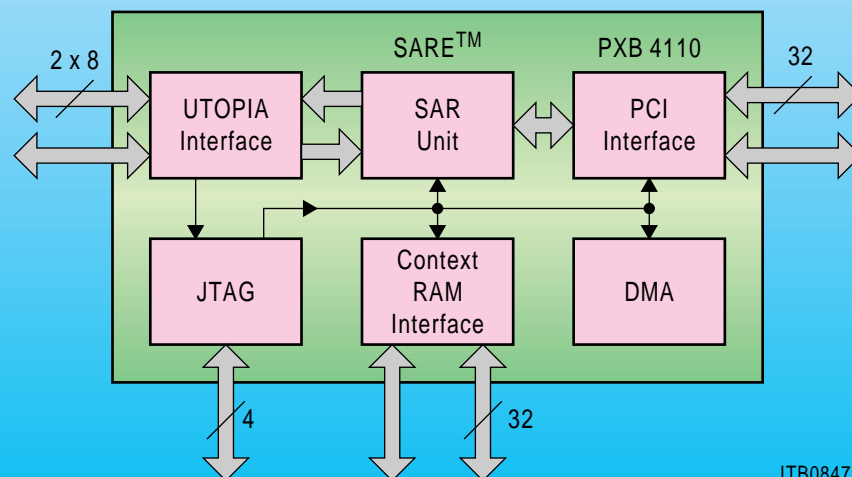 SARE™ PXB 4110
2 x 8
32
UTOPIA
Interface
SAR
Unit
PCI
Interface
JTAG
Context
RAM
Interface
DMA
4
32
ITB0847